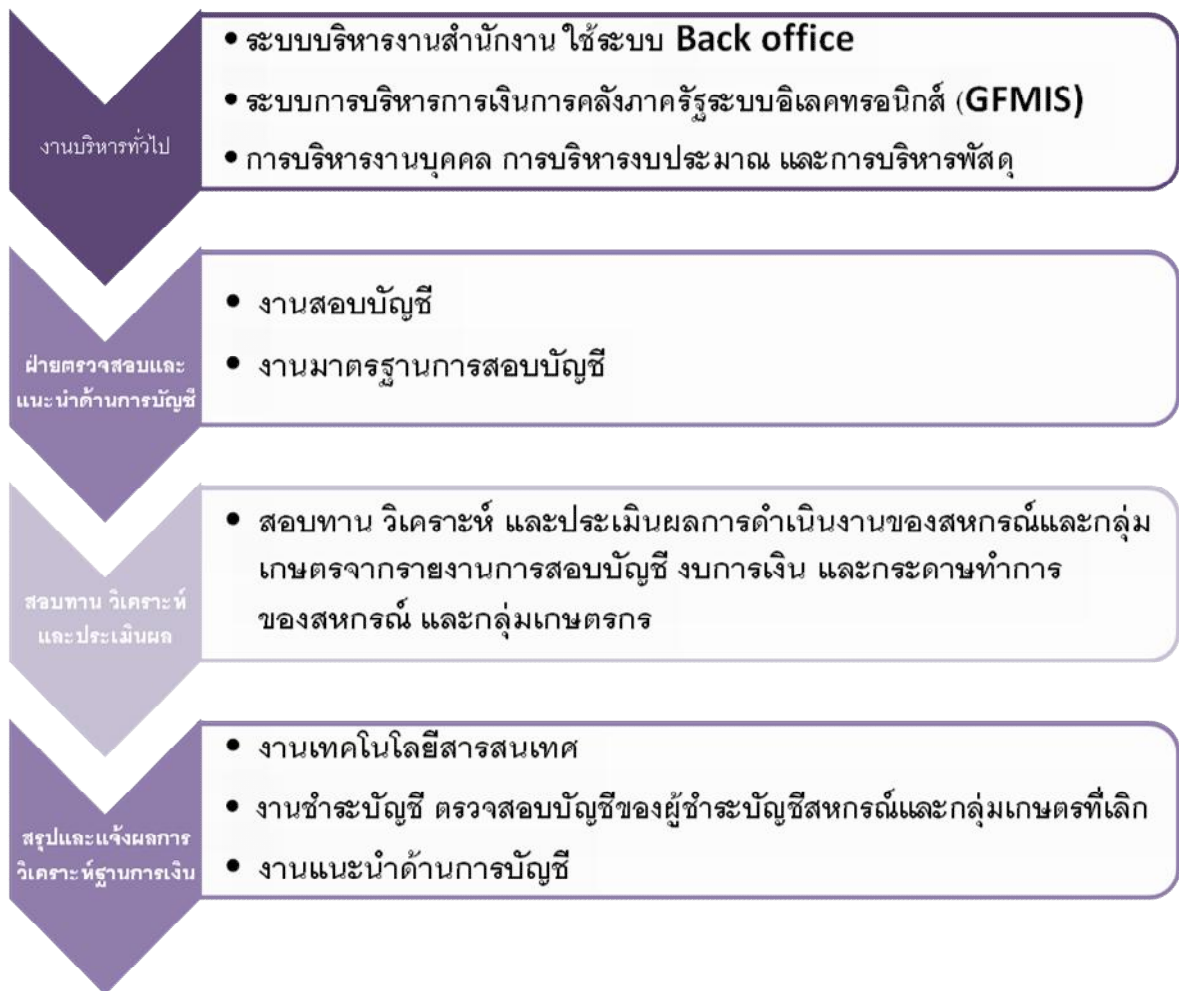 งานบริหารทั่วไป
• ระบบบริหารงานสำนักงาน ใช้ระบบ Back office
• ระบบการบริหารการเงินการคลังภาครัฐระบบอิเลคทรอนิกส์ (GFMIS)
• การบริหารงานบุคคล การบริหารงบประมาณ และการบริหารพัสดุ
ฝ่ายตรวจสอบและ
แนะนำด้านการบัญชี
• งานสอบบัญชี
• งานมาตรฐานการสอบบัญชี
สอบทาน วิเคราะห์
และประเมินผล
• สอบทาน วิเคราะห์ และประเมินผลการดำเนินงานของสหกรณ์และกลุ่ม
เกษตรจากรายงานการสอบบัญชี งบการเงิน และกระดาษทำการ
ของสหกรณ์ และกลุ่มเกษตรกร
สรุปและแจ้งผลการ
วิเคราะห์ฐานการเงิน
• งานเทคโนโลยีสารสนเทศ
• งานชำระบัญชี ตรวจสอบบัญชีของผู้ชำระบัญชีสหกรณ์และกลุ่มเกษตรที่เลิก
• งานแนะนำด้านการบัญชี